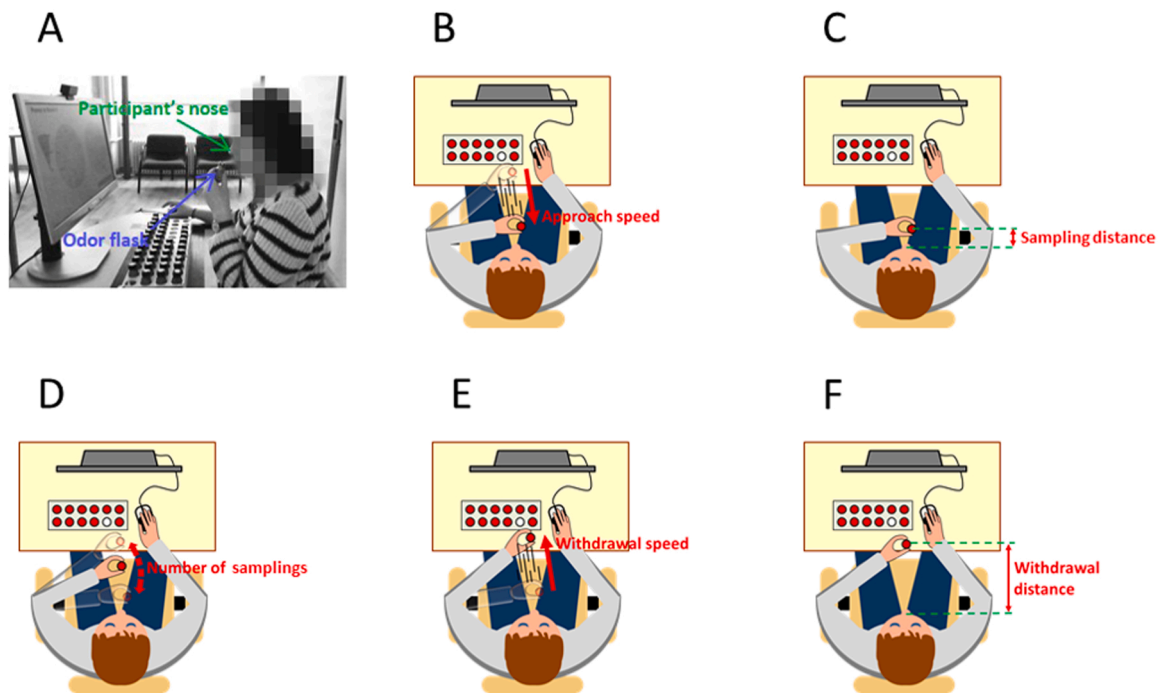 A
B
C
Participant's nose
Odor flask
Approach speed
Sampling distance
D
E
F
Number of samplings
Withdrawal speed
Withdrawal
distance